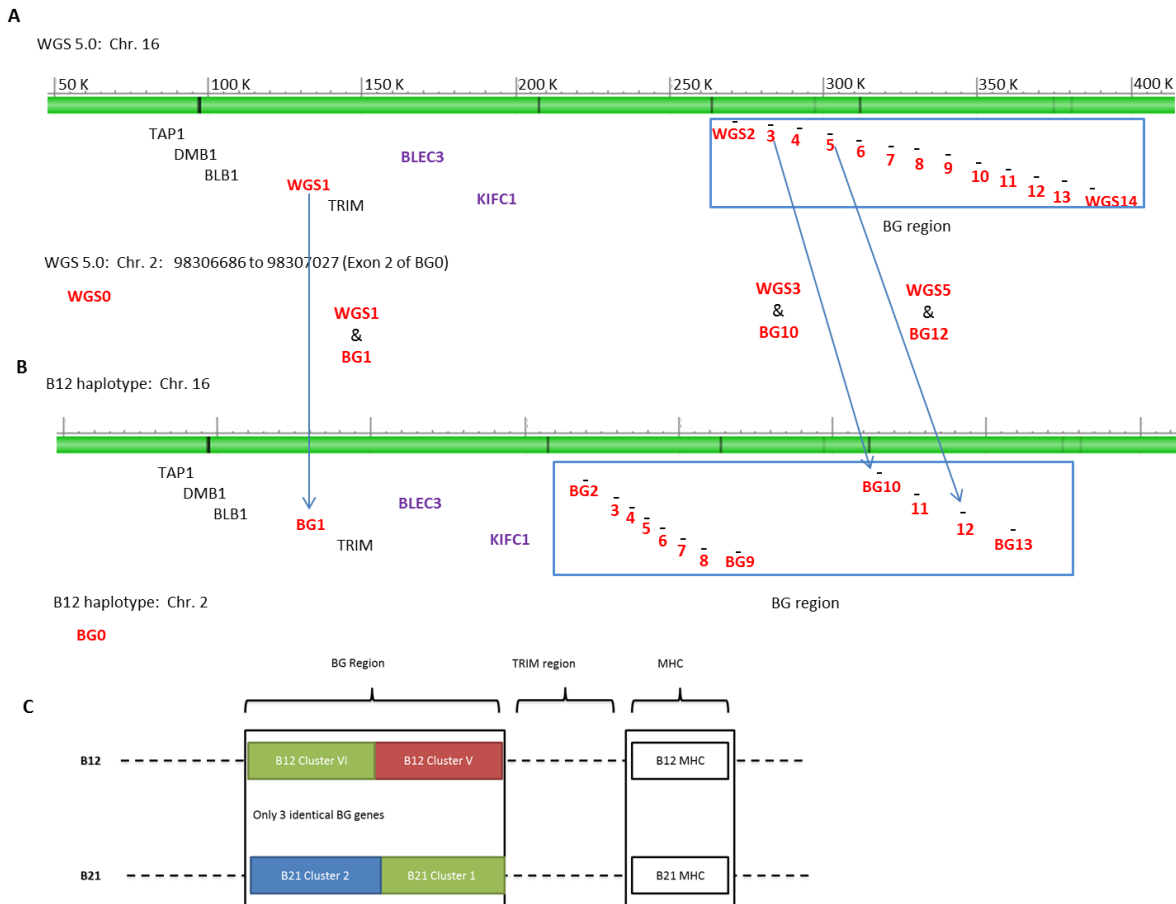 A
WGS 5.0: Chr. 16
50 K 100 K 150 K 200 K 250 K 300 K 350 K 400 K
TAP1
DMB1
BLB1
WGS1
TRIM
BLEC3
KIFC1
WGS2 3 4 5 6 7 8 9 10 11 12 13 WGS14
BG region
WGS 5.0: Chr. 2: 98306686 to 98307027 (Exon 2 of BG0)
WGS0
WGS1
&
BG1
WGS3
&
BG10
WGS5
&
BG12
B
B12 haplotype: Chr. 16
TAP1
DMB1
BLB1
BG1
TRIM
BLEC3
KIFC1
BG2 3 4 5 6 7 8 BG9 BG10 11 12 BG13
BG region
B12 haplotype: Chr. 2
BG0
BG Region TRIM region MHC
C
B12 B12 Cluster VI B12 Cluster V B12 MHC
Only 3 identical BG genes
B21 B21 Cluster 2 B21 Cluster 1 B21 MHC